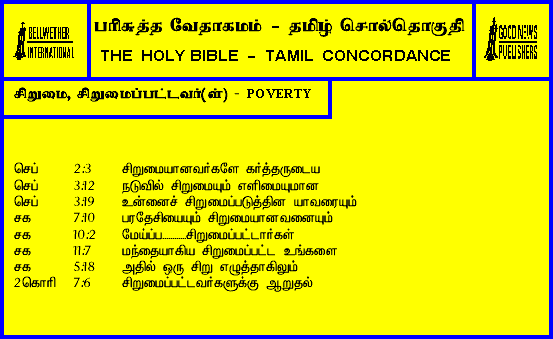 BELLWETHER
INTERNATIONAL
பரிசுத்த வேதாகமம் - தமிழ் சொல்தொகுதி
THE HOLY BIBLE - TAMIL CONCORDANCE
GOOD NEWS
PUBLISHERS
சிறுமை, சிறுமைப்பட்டவர்(ள்) - POVERTY
செப் 2:3 சிறுமையானவர்களே கர்த்தருடைய
செப் 3:12 நடுவில் சிறுமையும் எளிமையுமான
செப் 3:19 உன்னைச் சிறுமைப்படுத்தின யாவரையும்
சக 7:10 பரதேசியையும் சிறுமையானவனையும்
சக 10:2 மேய்ப்ப...........சிறுமைப்பட்டார்கள்
சக 11:7 மந்தையாகிய சிறுமைப்பட்ட உங்களை
சக 5:18 அதில் ஒரு சிறு எழுத்தாகிலும்
2கொரி 7:6 சிறுமைப்பட்டவர்களுக்கு ஆறுதல்